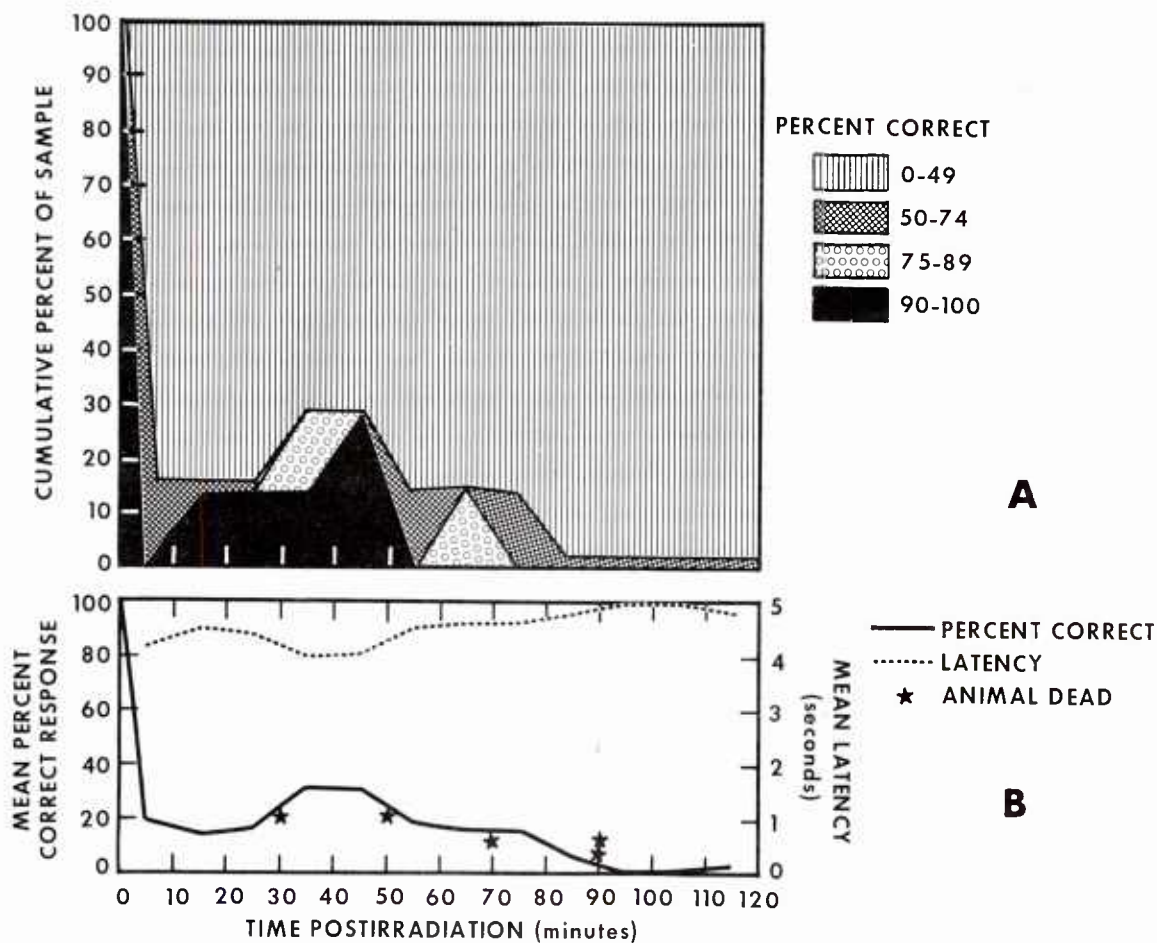 CUMULATIVE PERCENT OF SAMPLE
100
90
80
70
60
50
40
30
20
10
0
PERCENT CORRECT
0-49
50-74
75-89
90-100
A
MEAN PERCENT
CORRECT RESPONSE
100
80
60
40
20
0
5
4
3
2
1
0
MEAN LATENCY
(seconds)
PERCENT CORRECT
LATENCY
ANIMAL DEAD
B
0 10 20 30 40 50 60 70 80 90 100 110 120
TIME POSTIRRADIATION (minutes)